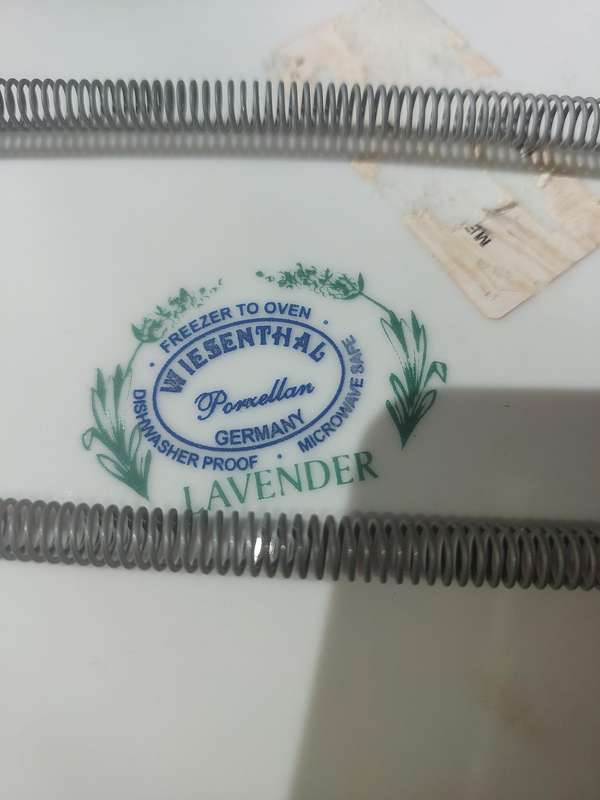 FREEZER TO OVEN
WIESENTHAL
Porzellan
GERMANY
DISHWASHER PROOF · MICROWAVE SAFE
LAVENDER